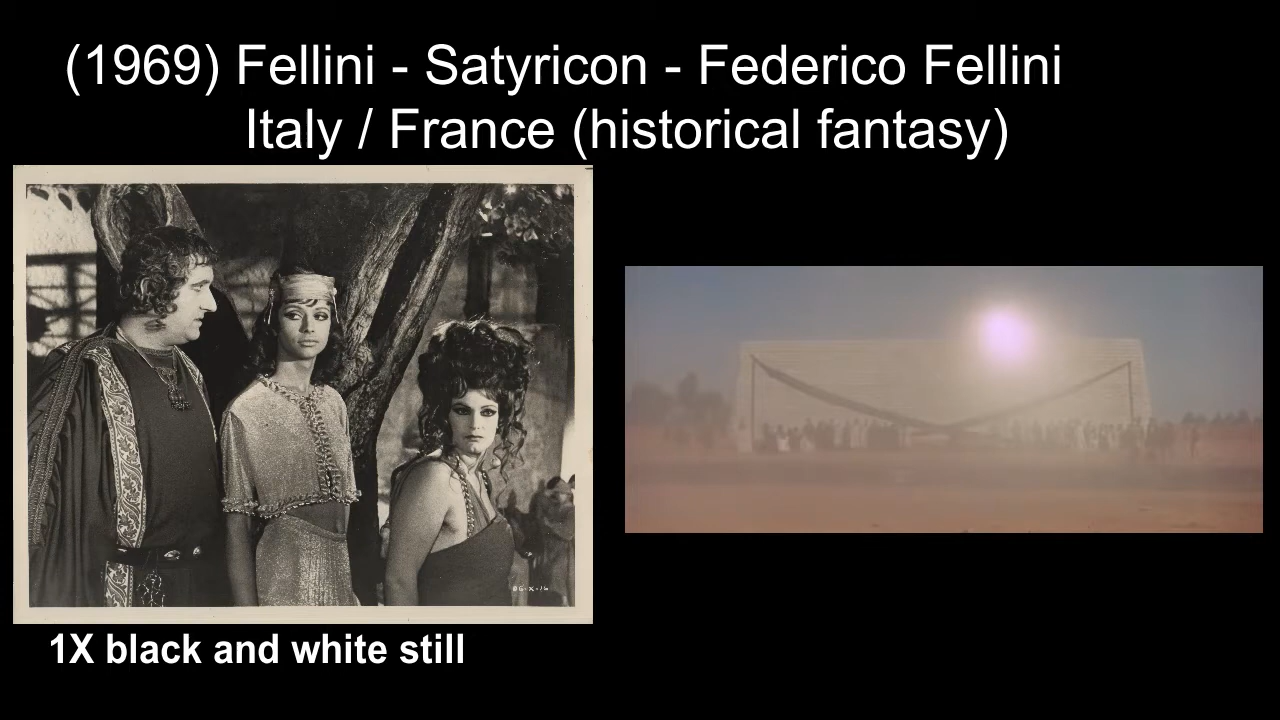 (1969) Fellini - Satyricon - Federico Fellini
Italy / France (historical fantasy)
1X black and white still